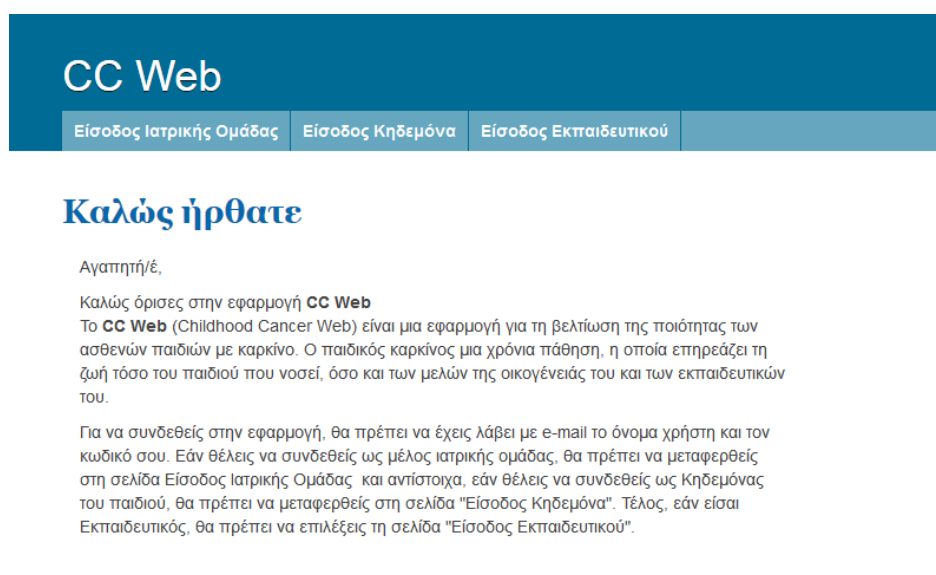 CC Web
Είσοδος Ιατρικής Ομάδας Είσοδος Κηδεμόνα Είσοδος Εκπαιδευτικού
Καλώς ήρθατε
Αγαπητή/έ,
Καλώς όρισες στην εφαρμογή CC Web
Το CC Web (Childhood Cancer Web) είναι μια εφαρμογή για τη βελτίωση της ποιότητας των
ασθενών παιδιών με καρκίνο. Ο παιδικός καρκίνος μια χρόνια πάθηση, η οποία επηρεάζει τη
ζωή τόσο του παιδιού που νοσεί, όσο και των μελών της οικογένειάς του και των εκπαιδευτικών
του.
Για να συνδεθείς στην εφαρμογή, θα πρέπει να έχεις λάβει με e-mail το όνομα χρήστη και τον
κωδικό σου. Εάν θέλεις να συνδεθείς ως μέλος ιατρικής ομάδας, θα πρέπει να μεταφερθείς
στη σελίδα Είσοδος Ιατρικής Ομάδας και αντίστοιχα, εάν θέλεις να συνδεθείς ως Κηδεμόνας
του παιδιού, θα πρέπει να μεταφερθείς στη σελίδα "Είσοδος Κηδεμόνα". Τέλος, εάν είσαι
Εκπαιδευτικός, θα πρέπει να επιλέξεις τη σελίδα "Είσοδος Εκπαιδευτικού".